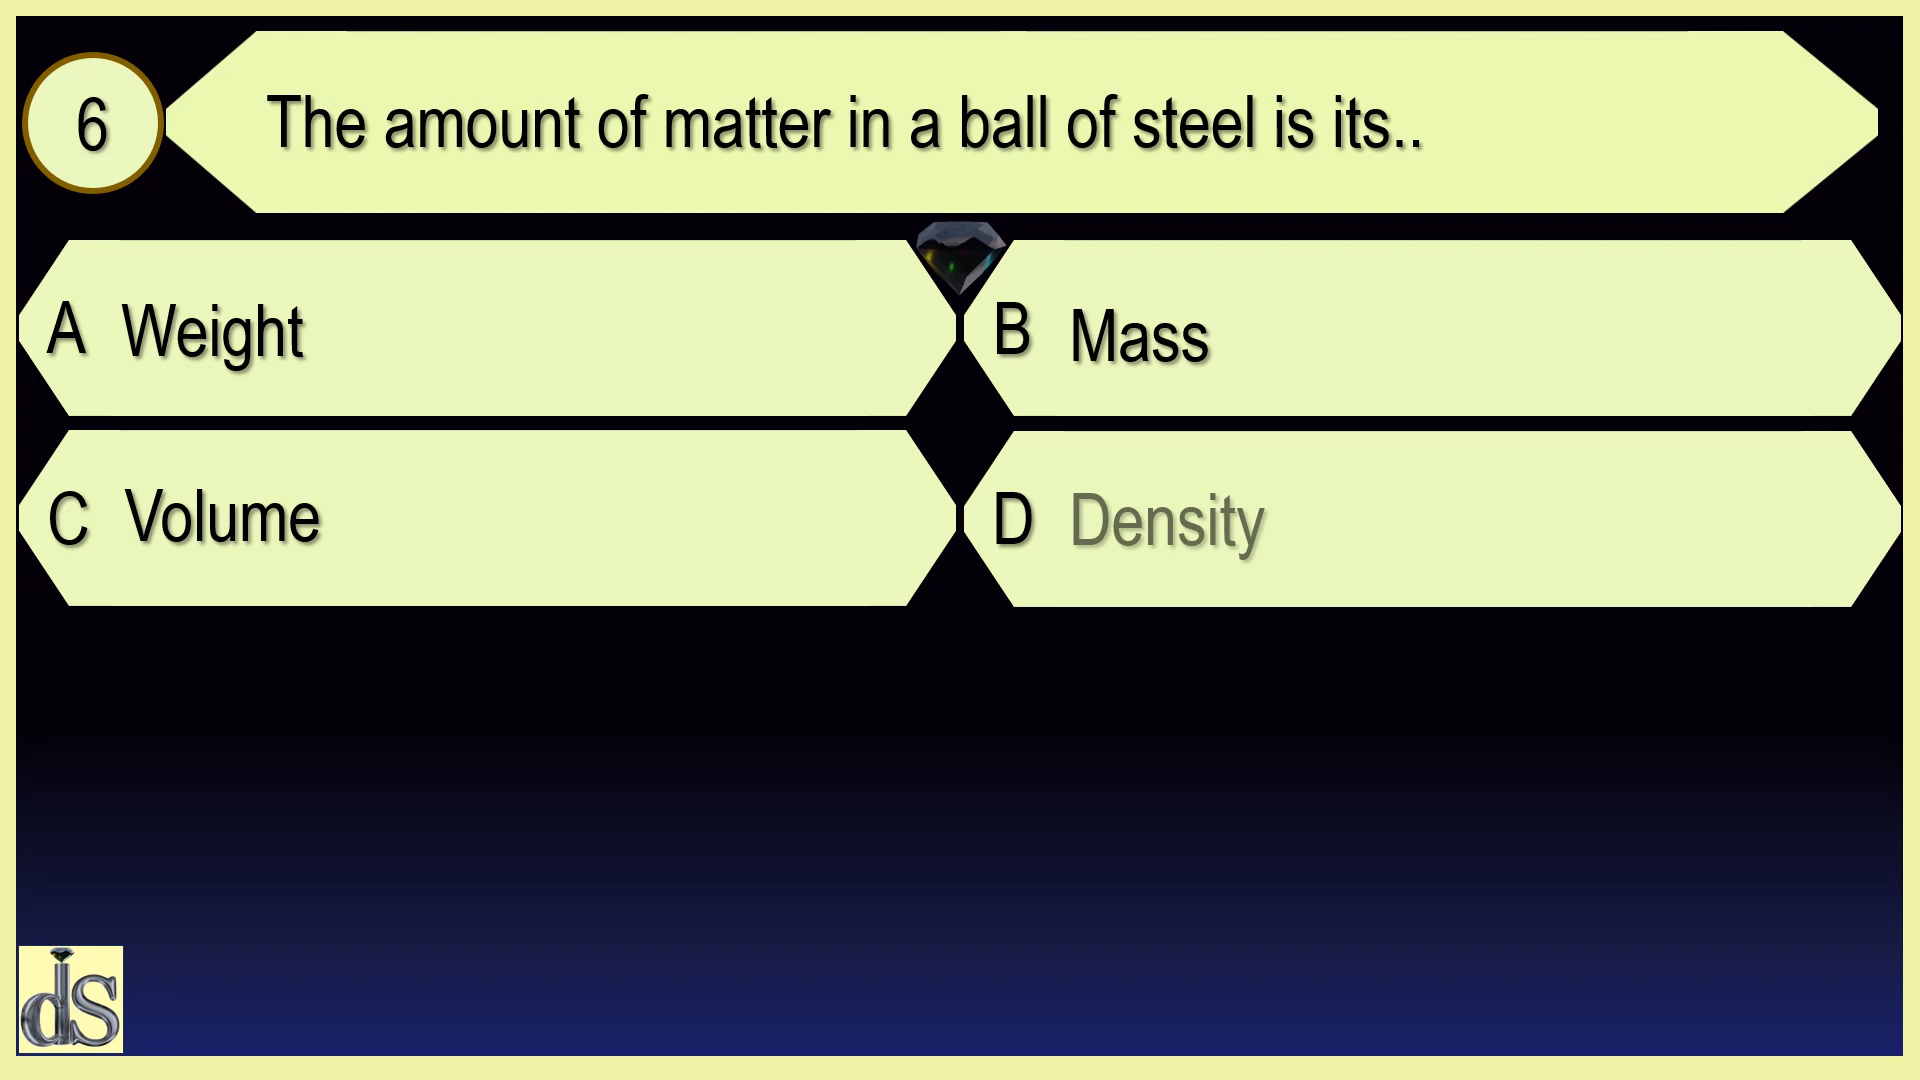 6
The amount of matter in a ball of steel is its..
A Weight
B Mass
C Volume
D Density
ds